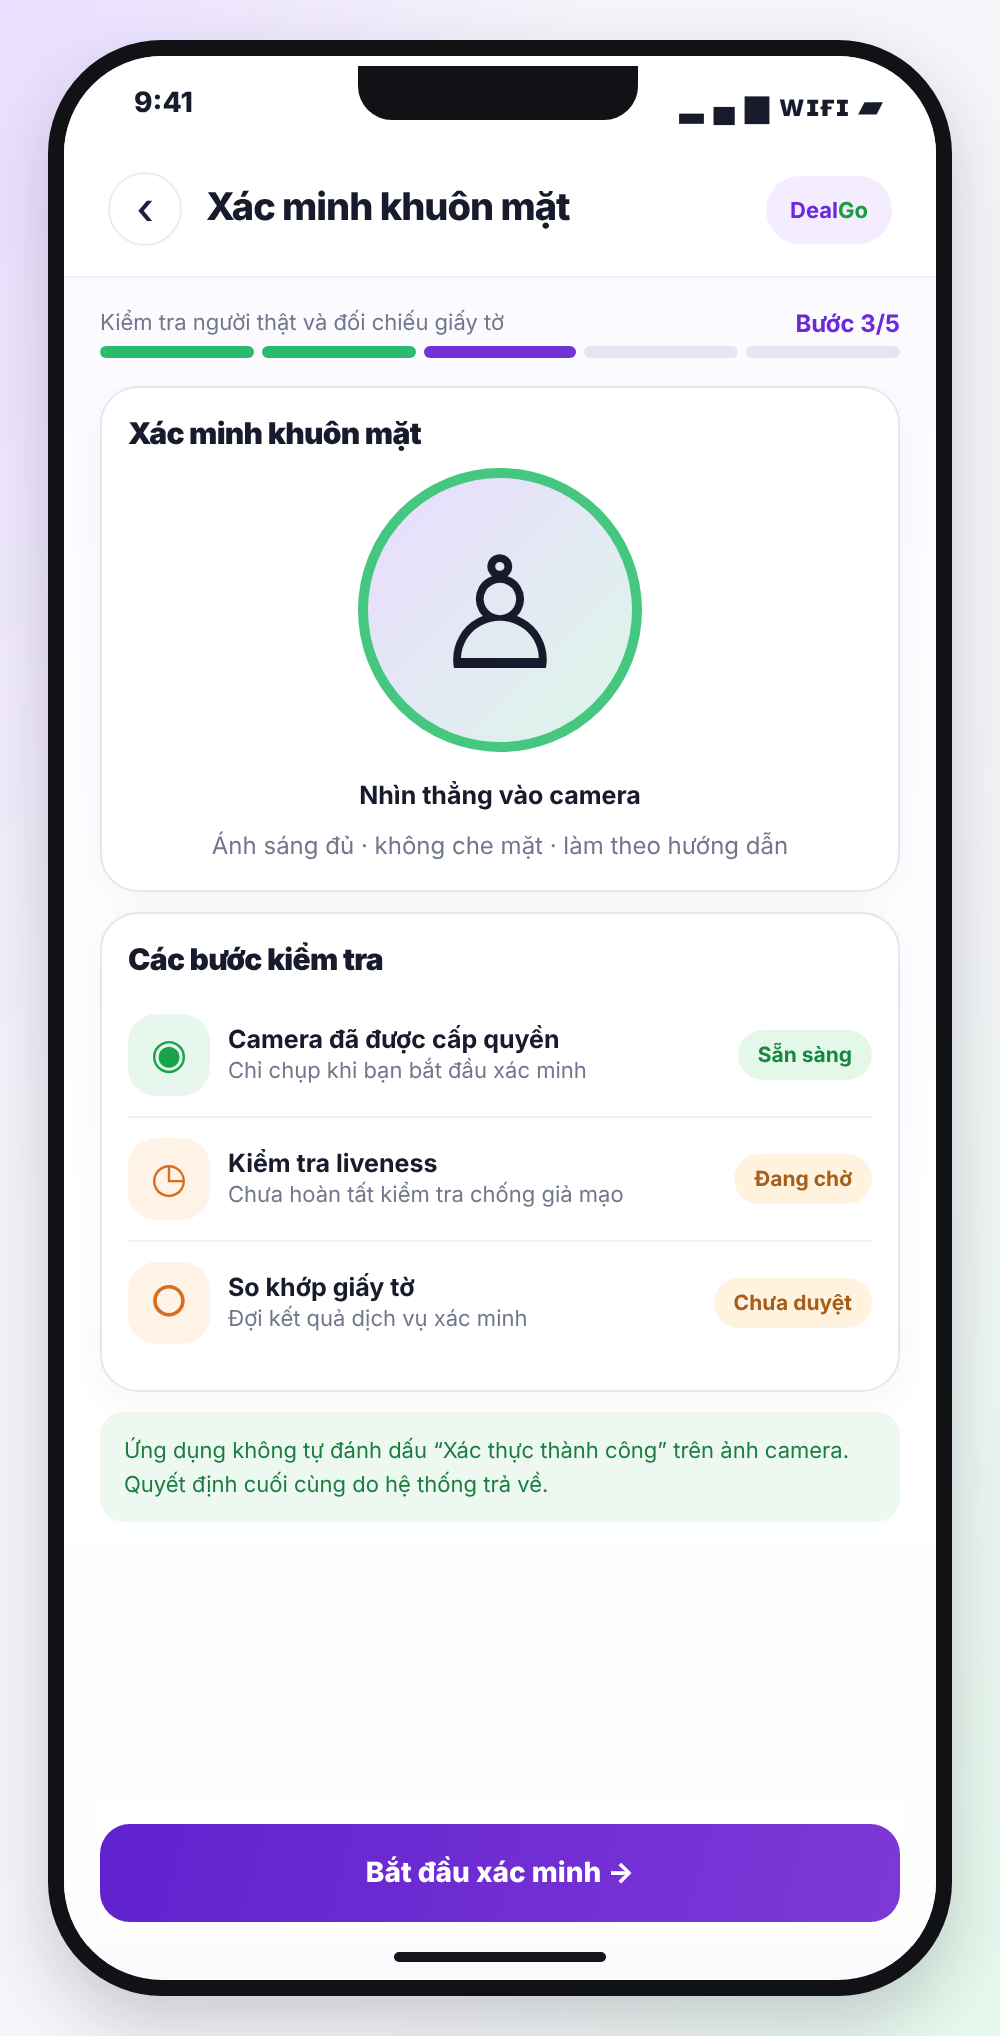 9:41
WIFI
‹ Xác minh khuôn mặt
DealGo
Kiểm tra người thật và đối chiếu giấy tờ
Bước 3/5
Xác minh khuôn mặt
Nhìn thẳng vào camera
Ánh sáng đủ · không che mặt · làm theo hướng dẫn
Các bước kiểm tra
Camera đã được cấp quyền
Chỉ chụp khi bạn bắt đầu xác minh
Sẵn sàng
Kiểm tra liveness
Chưa hoàn tất kiểm tra chống giả mạo
Đang chờ
So khớp giấy tờ
Đợi kết quả dịch vụ xác minh
Chưa duyệt
Ứng dụng không tự đánh dấu “Xác thực thành công” trên ảnh camera.
Quyết định cuối cùng do hệ thống trả về.
Bắt đầu xác minh →